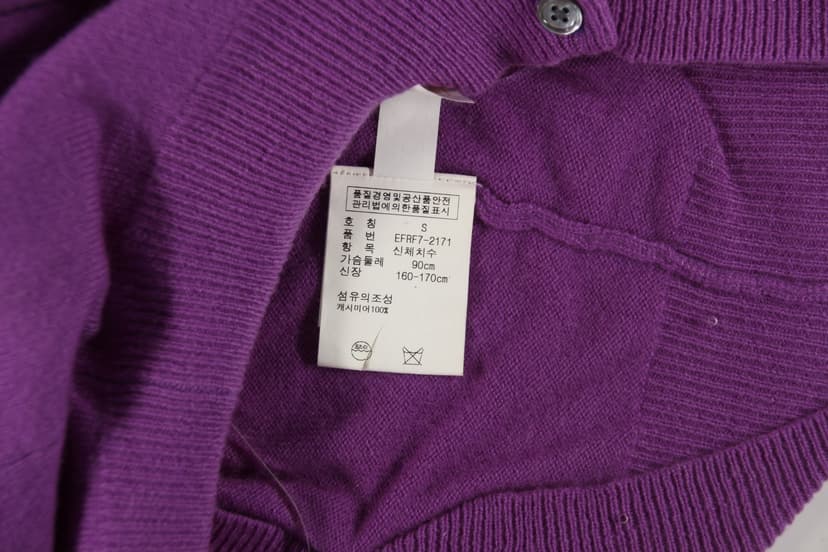 품질경영및공산품안전
관리법에의한품질표시
호 칭 S
품 번 EFRF7-2171
항 목 신체치수
가슴둘레 90cm
신장 160-170cm
섬유의조성
캐시미어100%